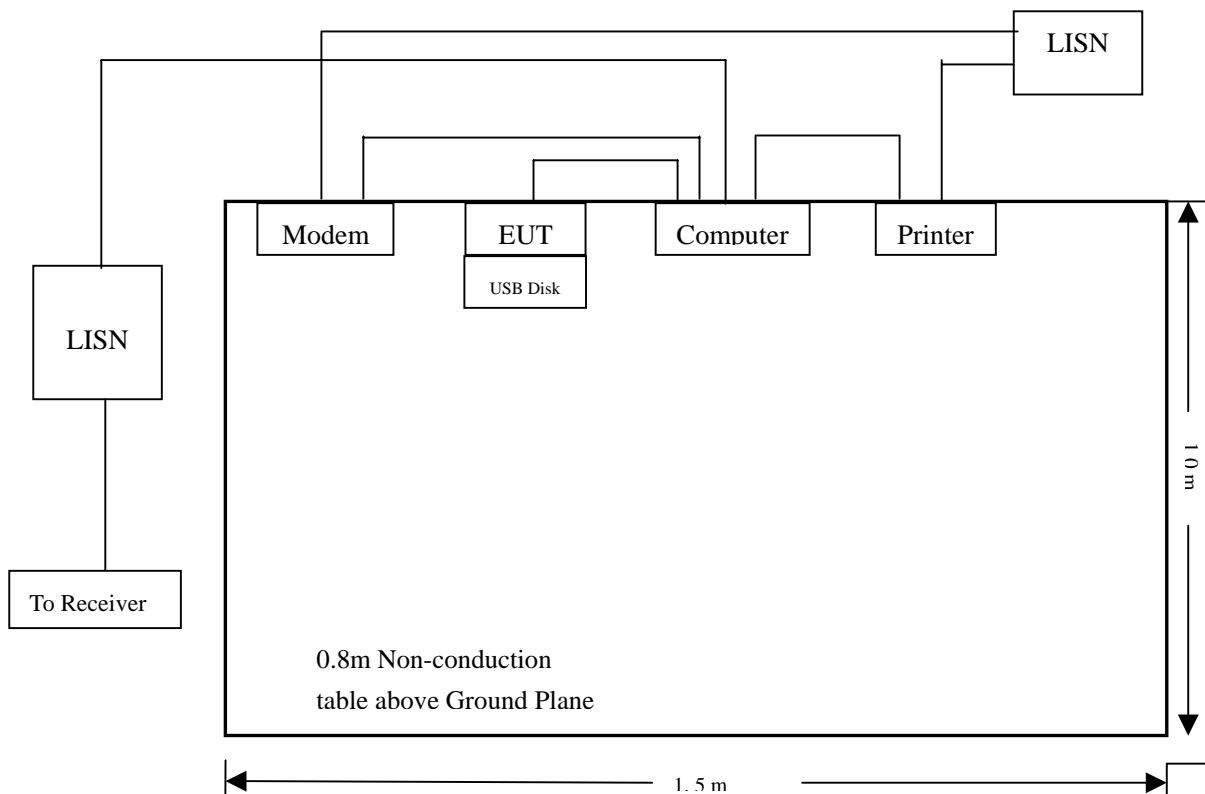 LISN
Modem
EUT
Computer
Printer
USB Disk
LISN
1.0 m
To Receiver
0.8m Non-conduction
table above Ground Plane
1. 5 m